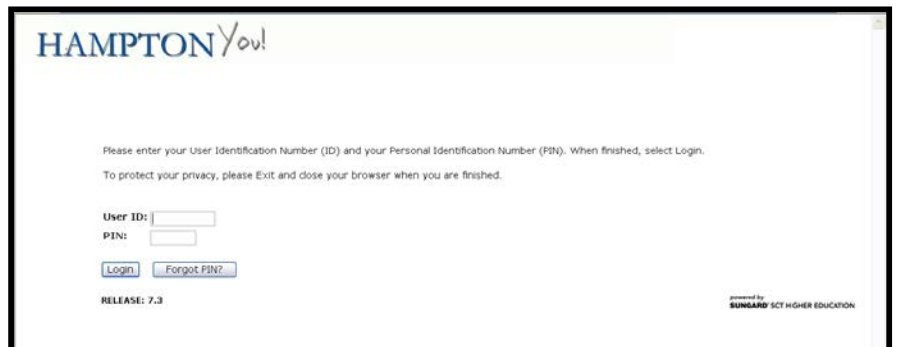 HAMPTON You!
Please enter your User Identification Number (ID) and your Personal Identification Number (PIN). When finished, select Login.
To protect your privacy, please Exit and close your browser when you are finished.
User ID:
PIN:
Login Forgot PIN?
RELEASE: 7.3
powered by
SUNGARD SCT HIGHER EDUCATION